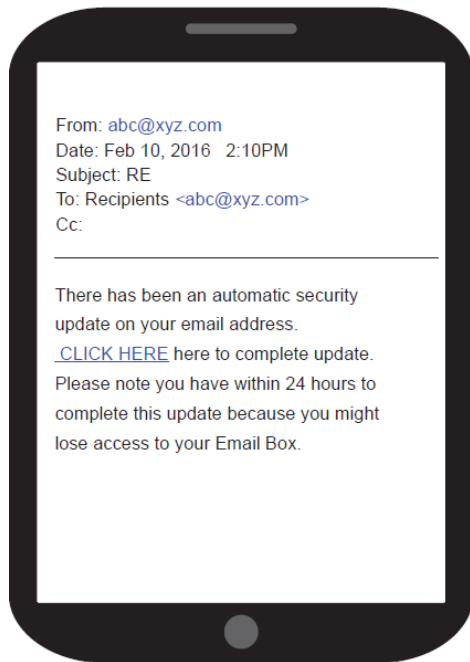 From: abc@xyz.com
Date: Feb 10, 2016 2:10PM
Subject: RE
To: Recipients <abc@xyz.com>
Cc:
There has been an automatic security
update on your email address.
CLICK HERE here to complete update.
Please note you have within 24 hours to
complete this update because you might
lose access to your Email Box.